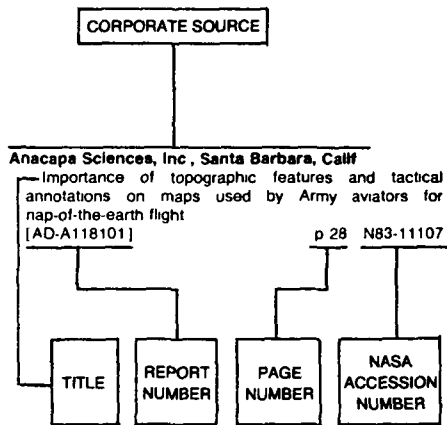 CORPORATE SOURCE
Anacapa Sciences, Inc , Santa Barbara, Calif
Importance of topographic features and tactical
annotations on maps used by Army aviators for
nap-of-the-earth flight
[AD-A118101] p 28 N83-11107
TITLE
REPORT
NUMBER
PAGE
NUMBER
NASA
ACCESSION
NUMBER